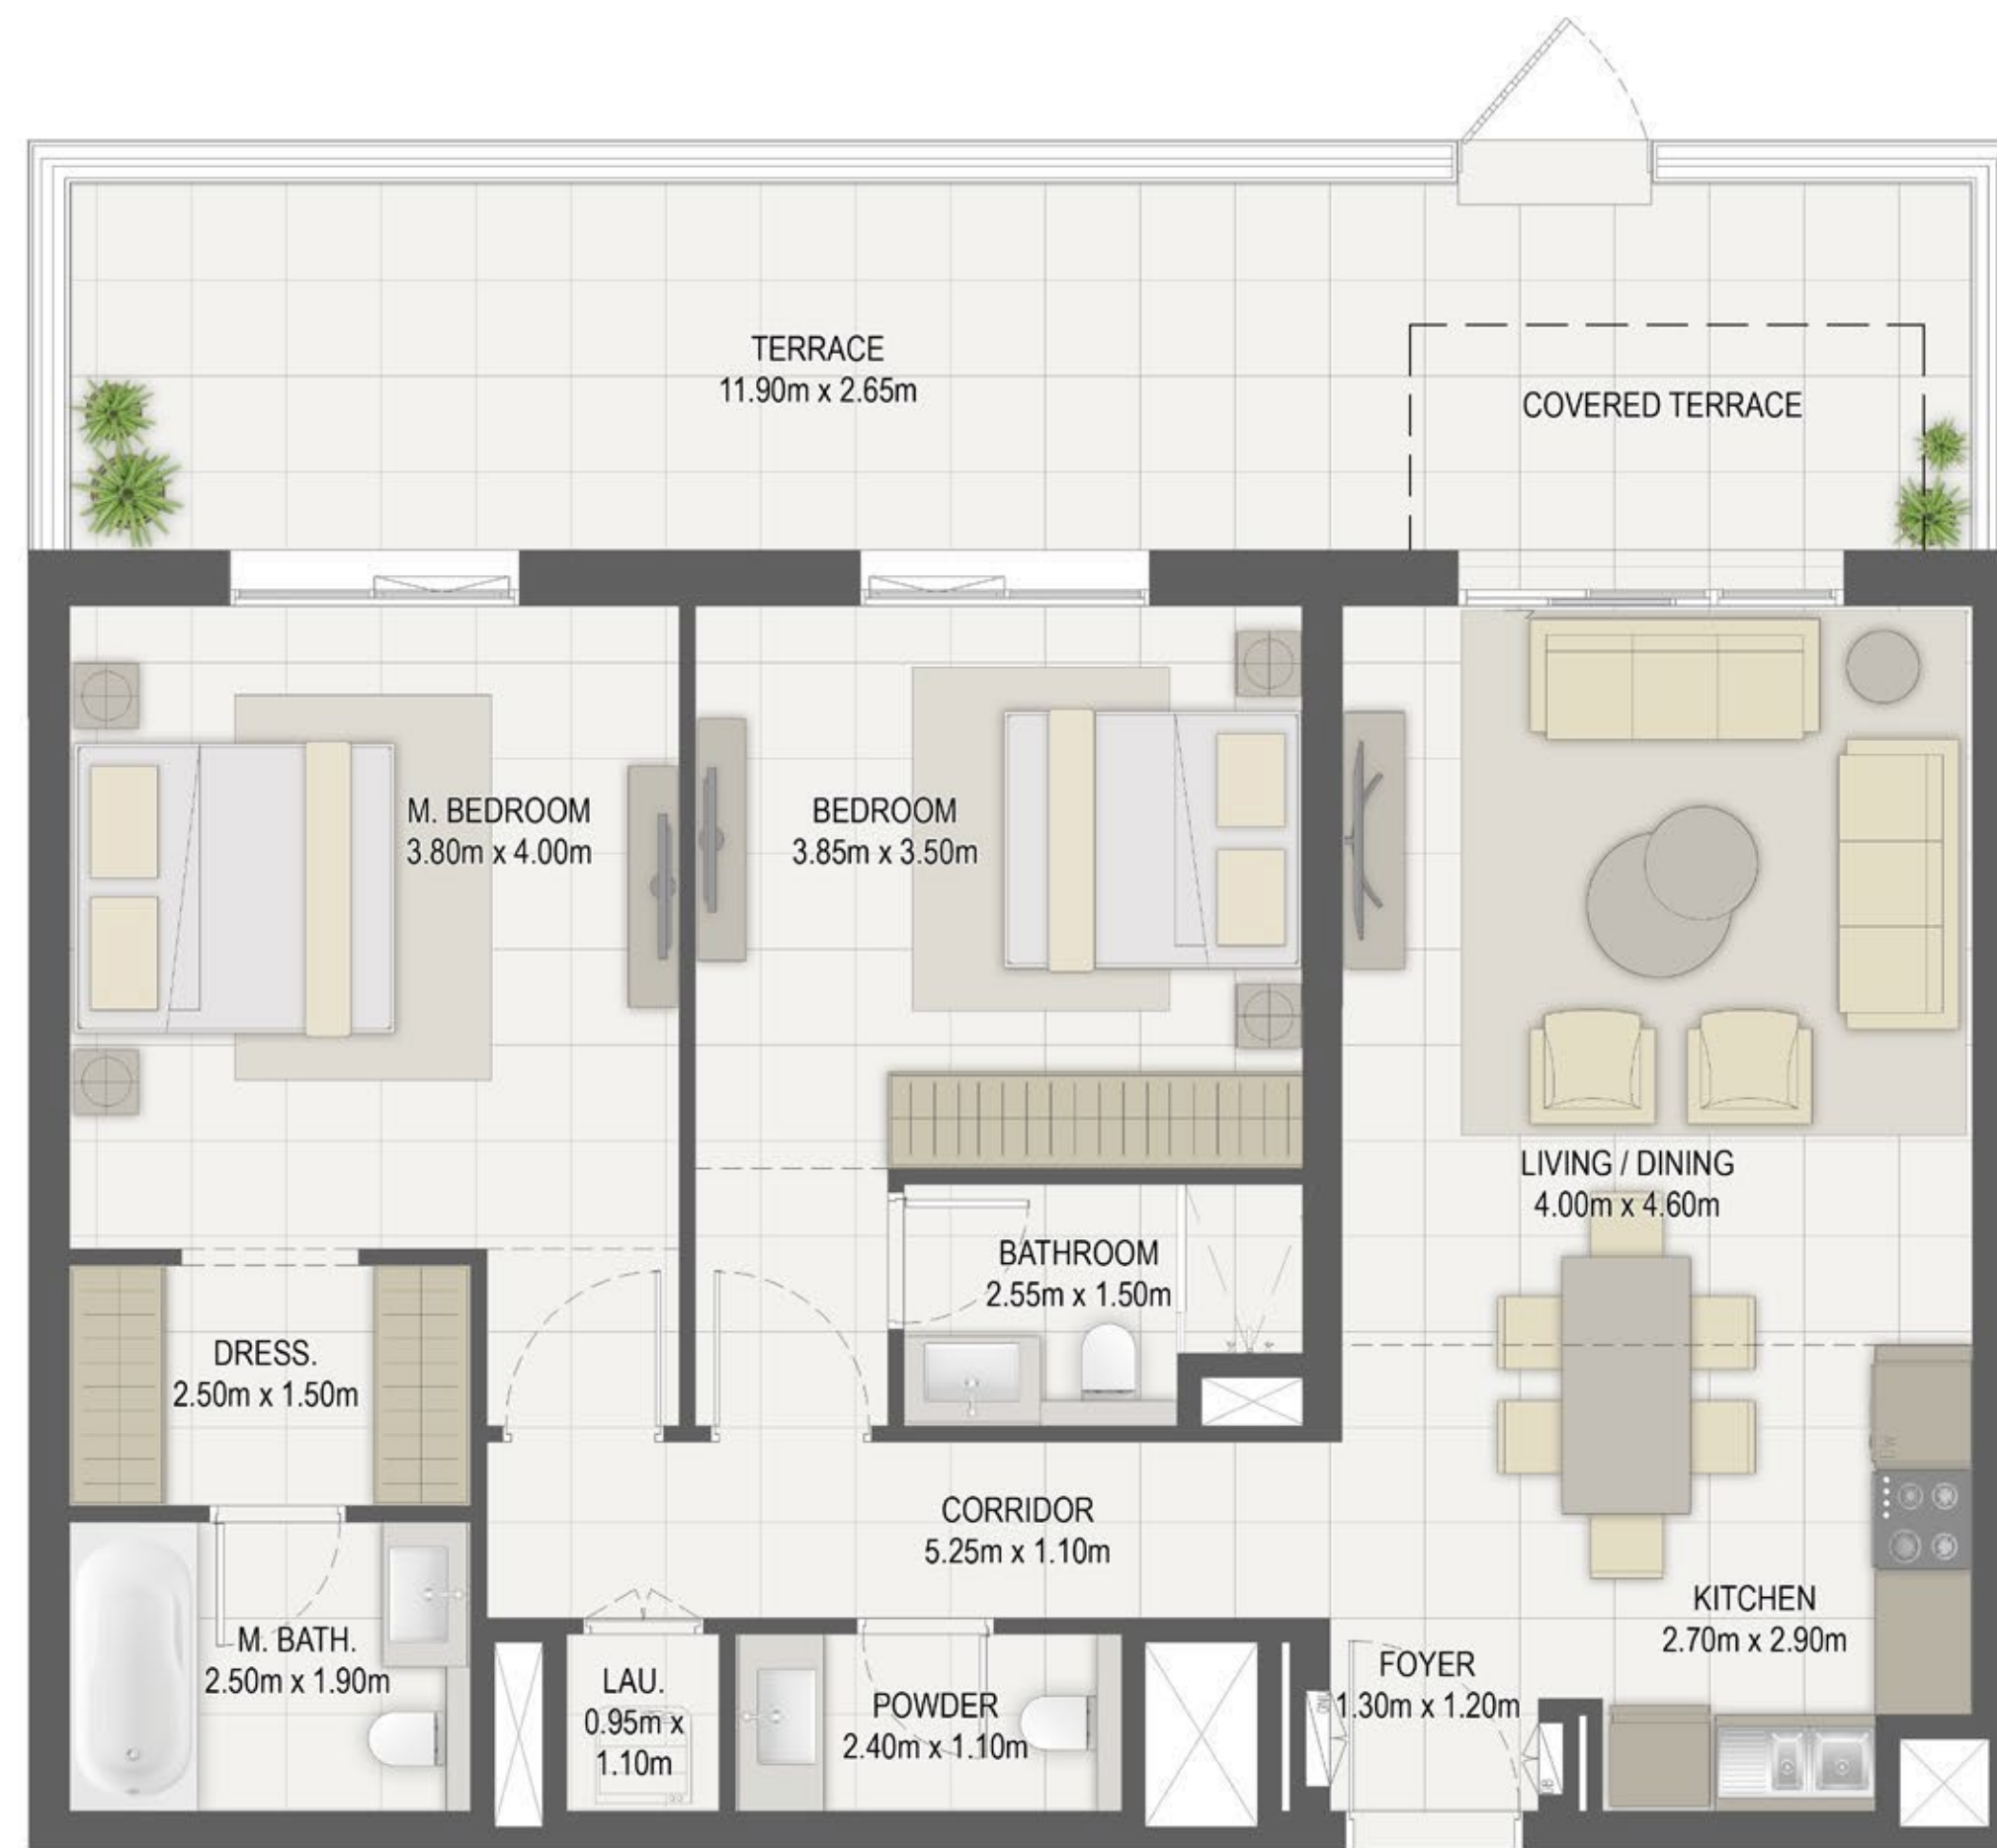 TERRACE
11.90m x 2.65m
COVERED TERRACE
M. BEDROOM
3.80m x 4.00m
BEDROOM
3.85m x 3.50m
LIVING / DINING
4.00m x 4.60m
BATHROOM
2.55m x 1.50m
DRESS.
2.50m x 1.50m
DW
CORRIDOR
5.25m x 1.10m
KITCHEN
2.70m x 2.90m
M. BATH.
2.50m x 1.90m
LAU.
0.95m x
1.10m
POWDER
2.40m x 1.10m
FOYER
1.30m x 1.20m